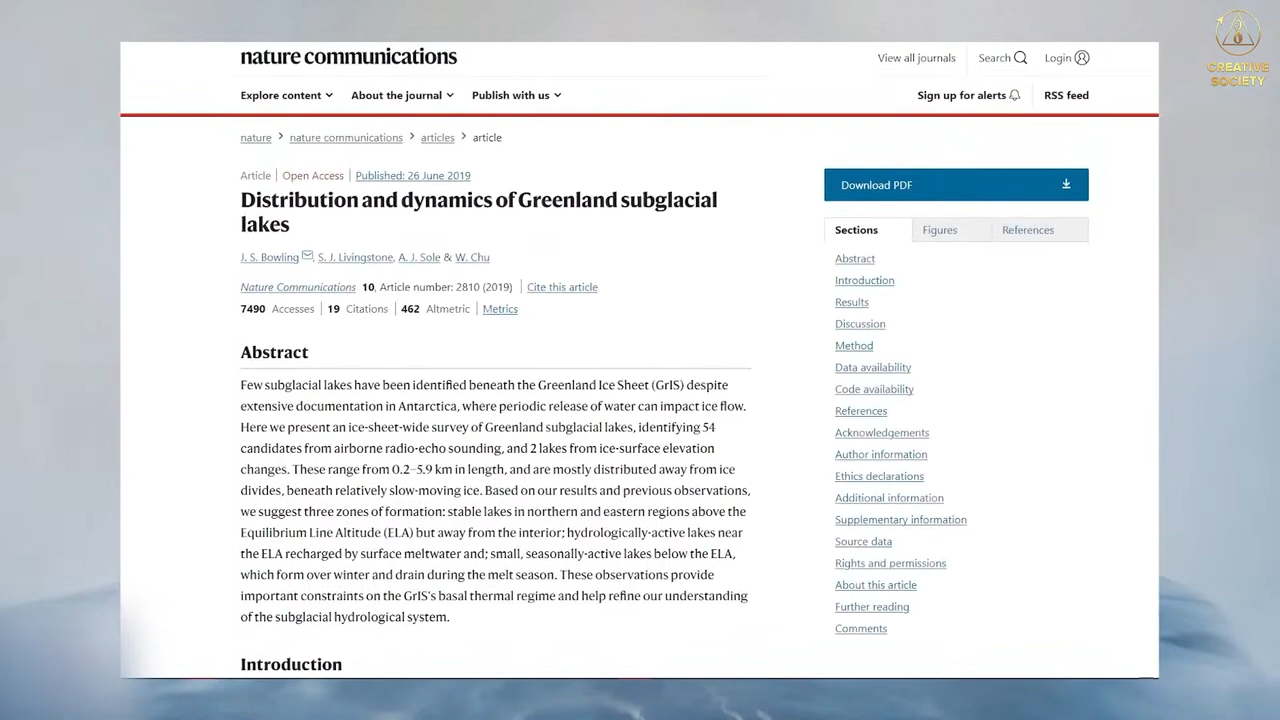 CREATIVE
SOCIETY
nature communications
View all journals Search Login
Explore content About the journal Publish with us
Sign up for alerts RSS feed
nature > nature communications > articles > article
Article | Open Access | Published: 26 June 2019
Distribution and dynamics of Greenland subglacial
lakes
J. S. Bowling, S. J. Livingstone, A. J. Sole & W. Chu
Nature Communications 10, Article number: 2810 (2019) | Cite this article
7490 Accesses | 19 Citations | 462 Altmetric | Metrics
Abstract
Few subglacial lakes have been identified beneath the Greenland Ice Sheet (GrIS) despite
extensive documentation in Antarctica, where periodic release of water can impact ice flow.
Here we present an ice-sheet-wide survey of Greenland subglacial lakes, identifying 54
candidates from airborne radio-echo sounding, and 2 lakes from ice-surface elevation
changes. These range from 0.2–5.9 km in length, and are mostly distributed away from ice
divides, beneath relatively slow-moving ice. Based on our results and previous observations,
we suggest three zones of formation: stable lakes in northern and eastern regions above the
Equilibrium Line Altitude (ELA) but away from the interior; hydrologically-active lakes near
the ELA recharged by surface meltwater and; small, seasonally-active lakes below the ELA,
which form over winter and drain during the melt season. These observations provide
important constraints on the GrIS's basal thermal regime and help refine our understanding
of the subglacial hydrological system.
Introduction
Download PDF
Sections Figures References
Abstract
Introduction
Results
Discussion
Method
Data availability
Code availability
References
Acknowledgements
Author information
Ethics declarations
Additional information
Supplementary information
Source data
Rights and permissions
About this article
Further reading
Comments